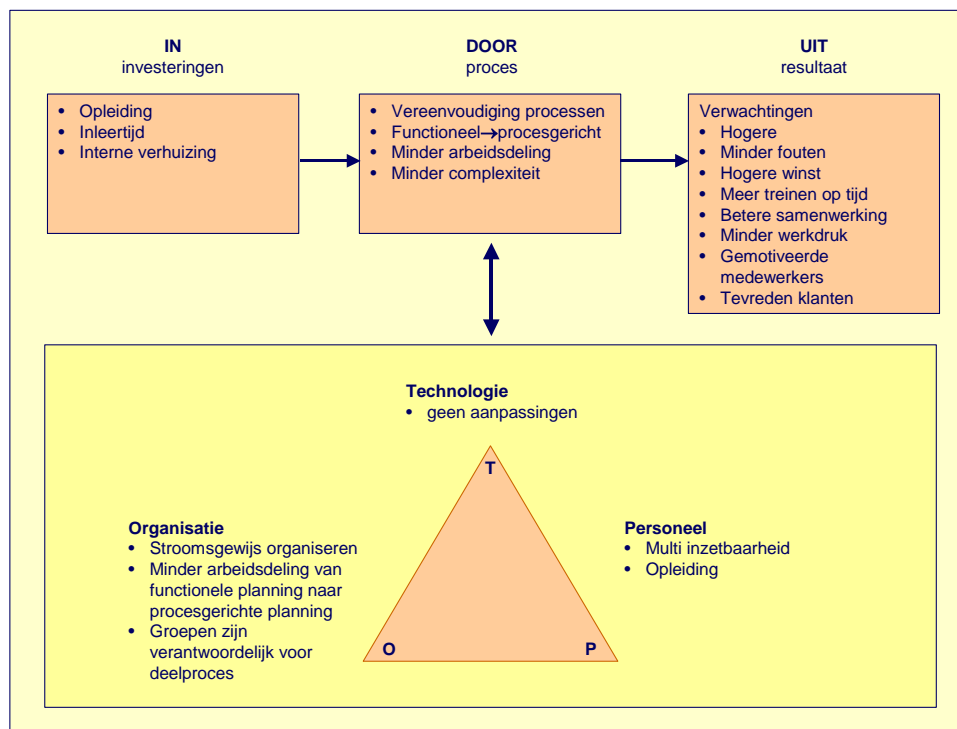 IN
investeringen
• Opleiding
• Inleertijd
• Interne verhuizing
DOOR
proces
• Vereenvoudiging processen
• Functioneel→procesgericht
• Minder arbeidsdeling
• Minder complexiteit
UIT
resultaat
Verwachtingen
• Hogere
• Minder fouten
• Hogere winst
• Meer treinen op tijd
• Betere samenwerking
• Minder werkdruk
• Gemotiveerde
medewerkers
• Tevreden klanten
Technologie
• geen aanpassingen
T
Organisatie
• Stroomsgewijs organiseren
• Minder arbeidsdeling van
functionele planning naar
procesgerichte planning
• Groepen zijn
verantwoordelijk voor
deelproces
Personeel
• Multi inzetbaarheid
• Opleiding
O
P